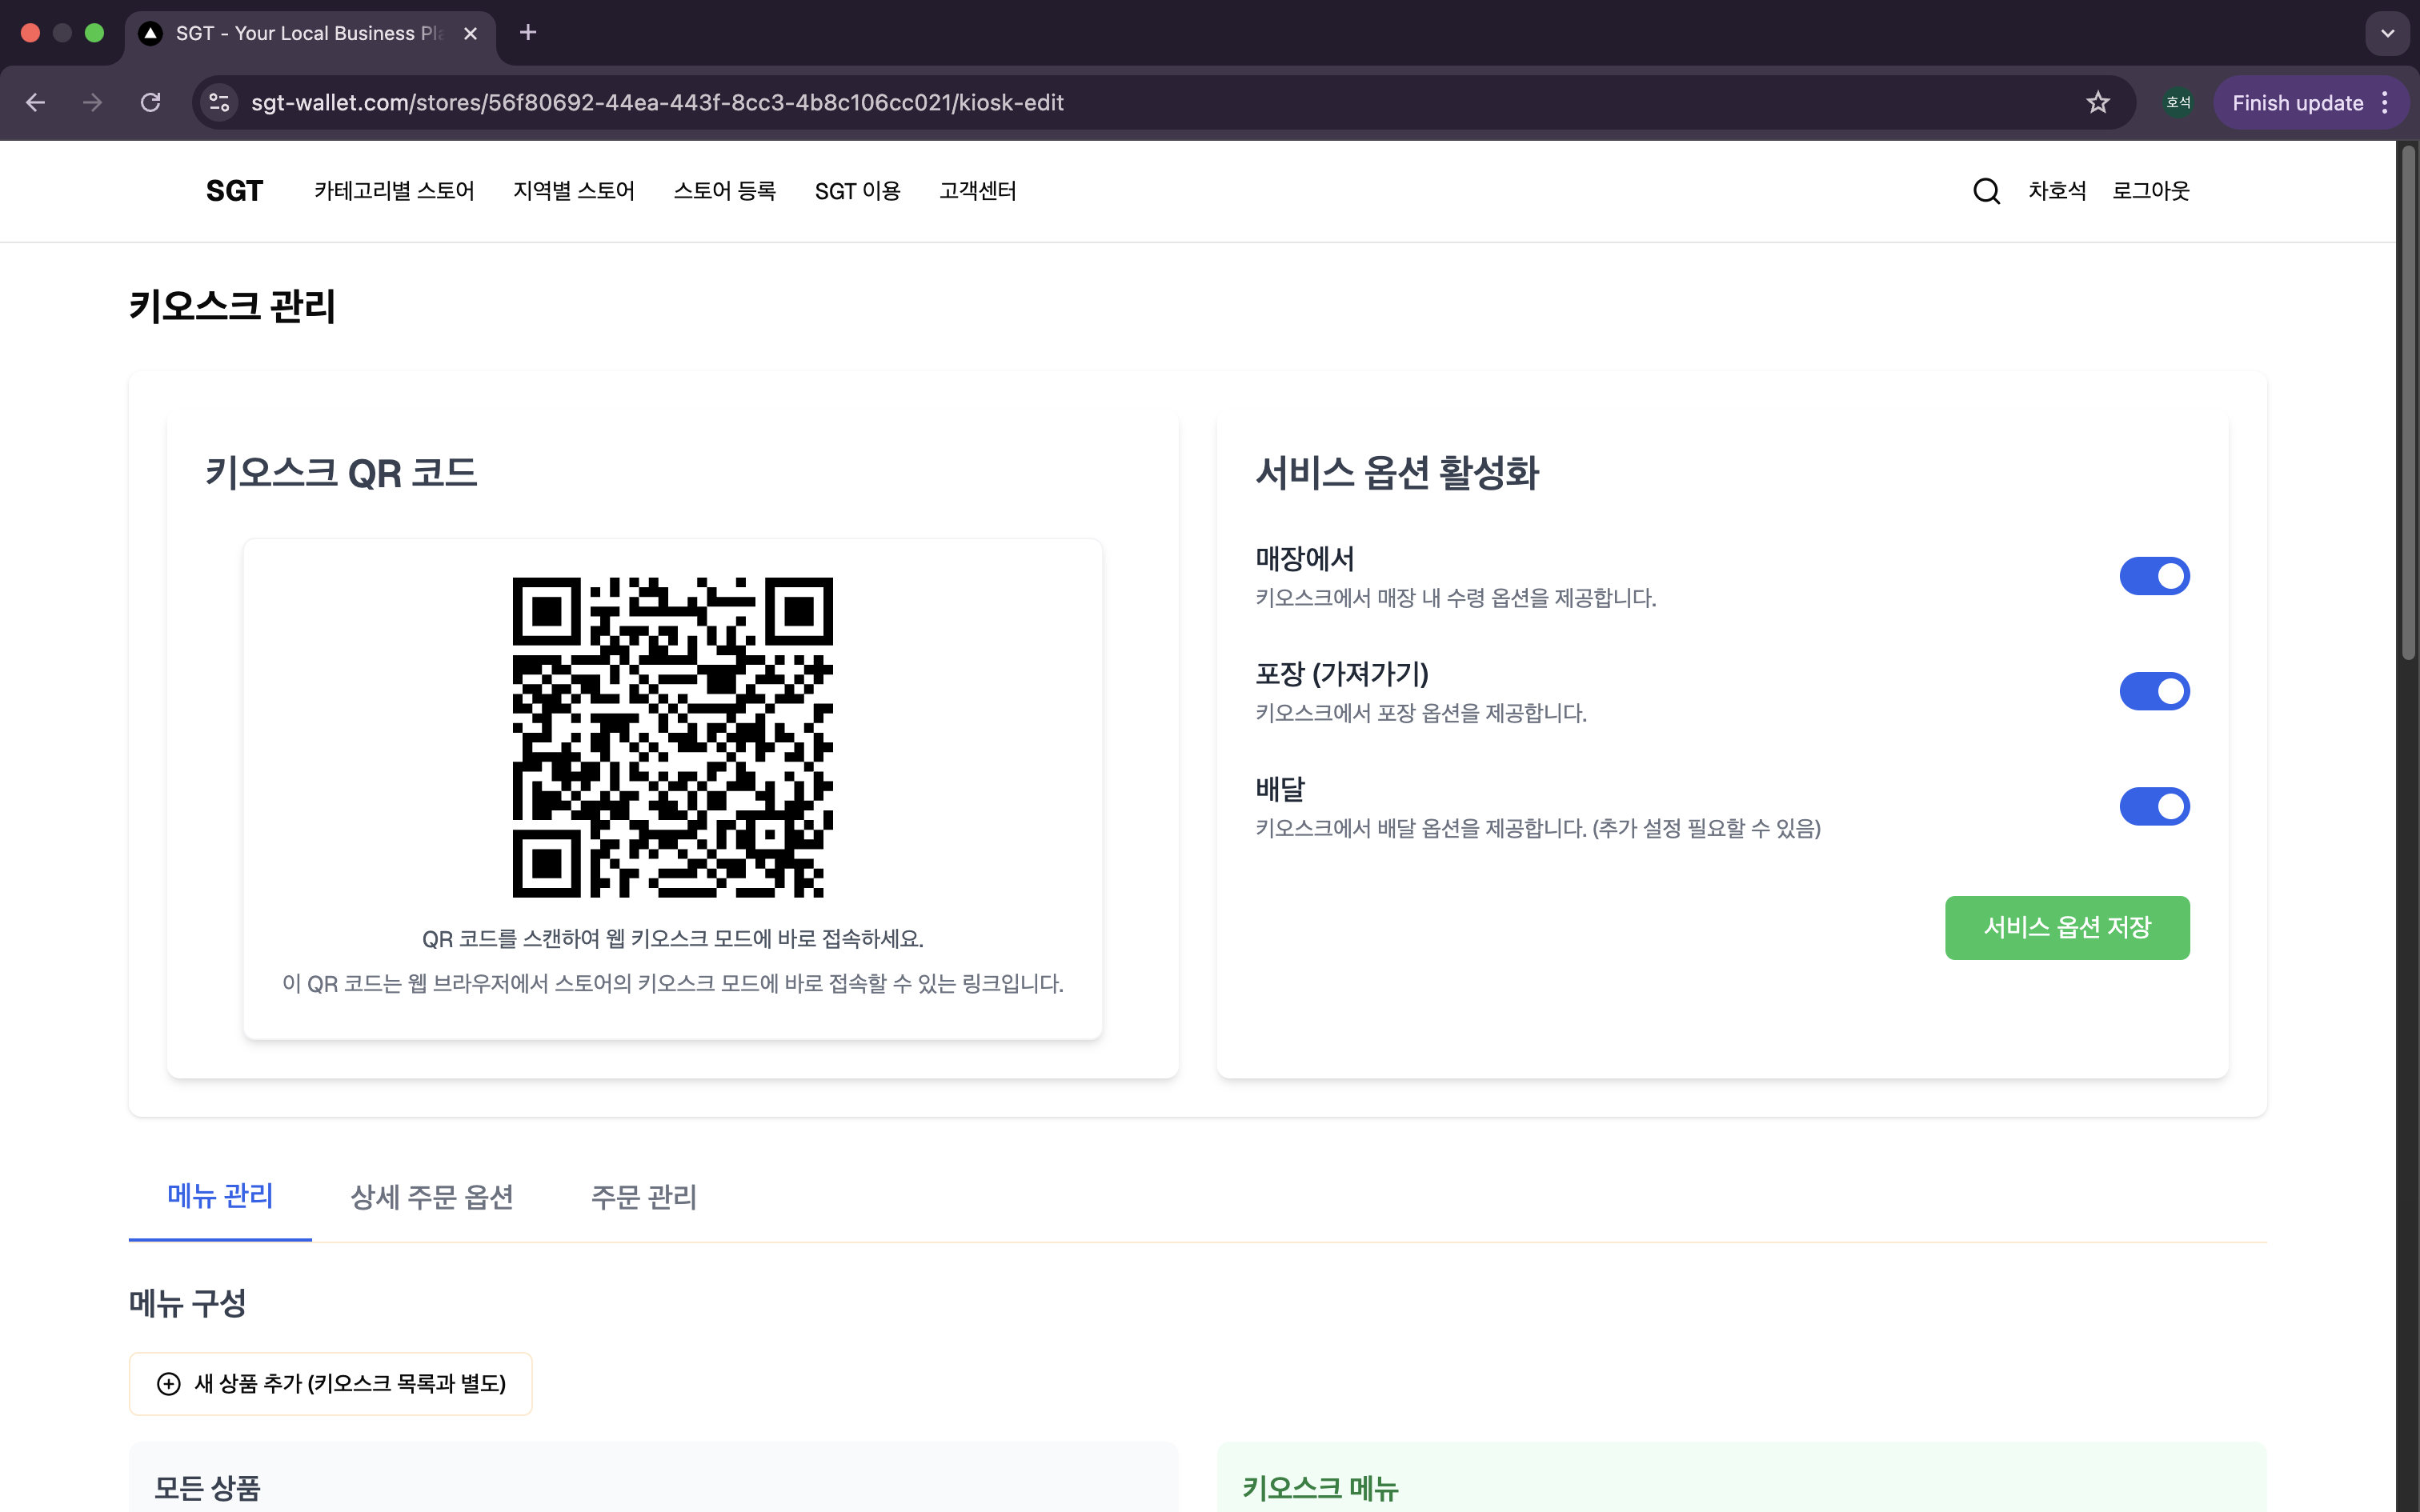 SGT - Your Local Business Pla
sgt-wallet.com/stores/56f80692-44ea-443f-8cc3-4b8c106cc021/kiosk-edit
호석
Finish update
SGT 카테고리별 스토어 지역별 스토어 스토어 등록 SGT 이용 고객센터 차호석 로그아웃
키오스크 관리
키오스크 QR 코드
QR 코드를 스캔하여 웹 키오스크 모드에 바로 접속하세요.
이 QR 코드는 웹 브라우저에서 스토어의 키오스크 모드에 바로 접속할 수 있는 링크입니다.
서비스 옵션 활성화
매장에서
키오스크에서 매장 내 수령 옵션을 제공합니다.
포장 (가져가기)
키오스크에서 포장 옵션을 제공합니다.
배달
키오스크에서 배달 옵션을 제공합니다. (추가 설정 필요할 수 있음)
서비스 옵션 저장
메뉴 관리 상세 주문 옵션 주문 관리
메뉴 구성
새 상품 추가 (키오스크 목록과 별도)
모든 상품
키오스크 메뉴